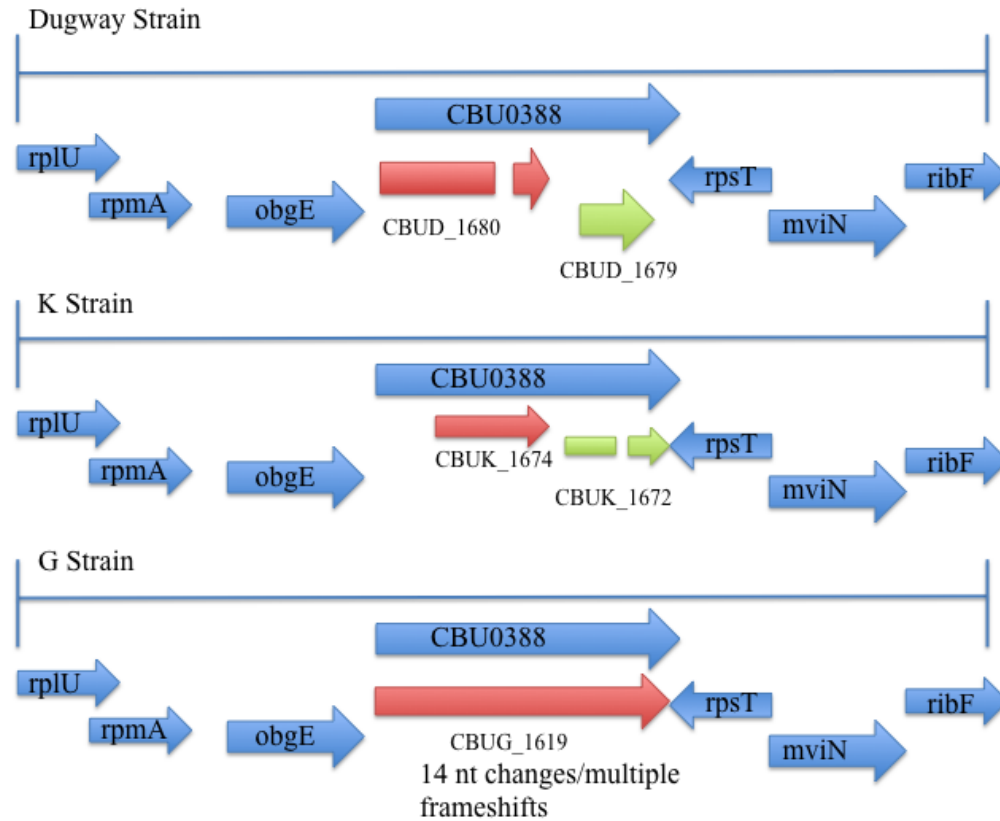 Dugway Strain
CBU0388
rplU
rpmA
obgE
rpsT
mviN
ribF
CBUD_1680
CBUD_1679
K Strain
CBU0388
rplU
rpmA
obgE
rpsT
mviN
ribF
CBUK_1674
CBUK_1672
G Strain
CBU0388
rplU
rpmA
obgE
rpsT
mviN
ribF
CBUG_1619
14 nt changes/multiple
frameshifts